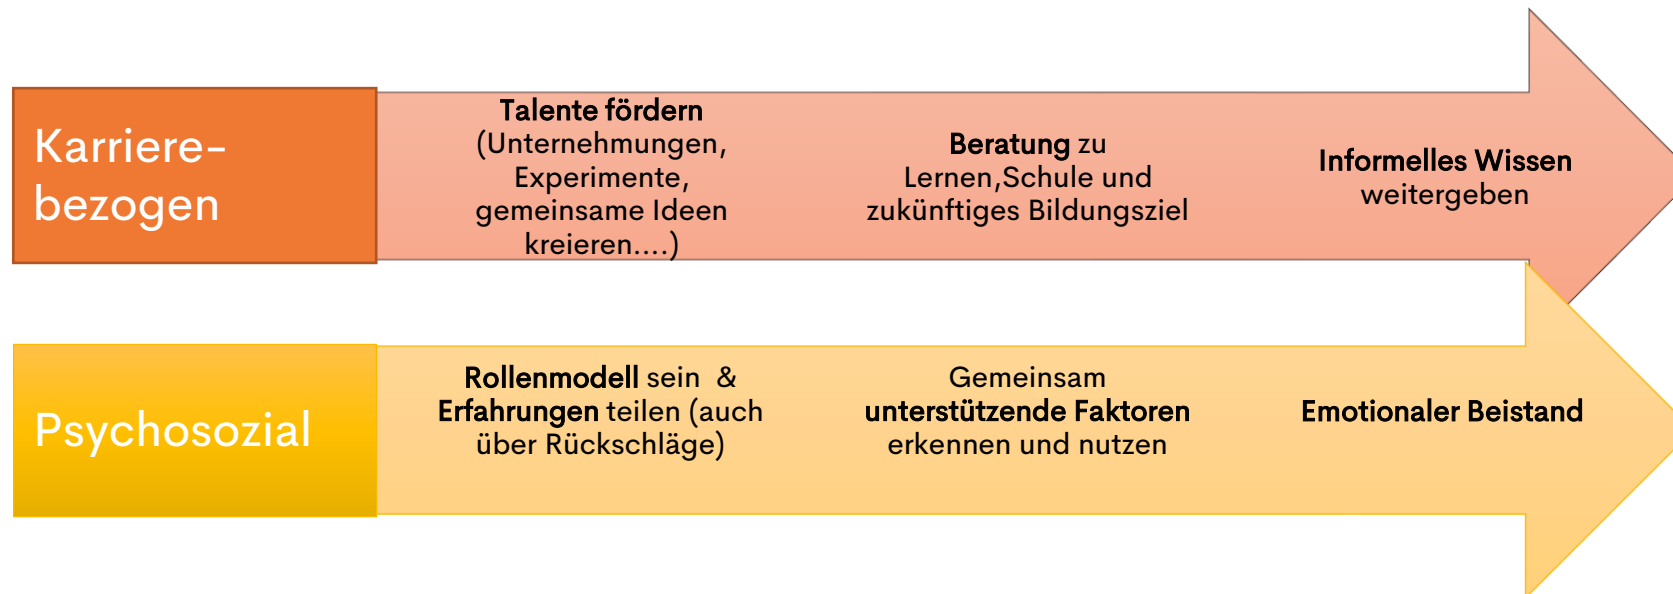 Karriere-
bezogen
Talente fördern
(Unternehmungen,
Experimente,
gemeinsame Ideen
kreieren....)
Beratung zu
Lernen,Schule und
zukünftiges Bildungsziel
Informelles Wissen
weitergeben
Psychosozial
Rollenmodell sein &
Erfahrungen teilen (auch
über Rückschläge)
Gemeinsam
unterstützende Faktoren
erkennen und nutzen
Emotionaler Beistand